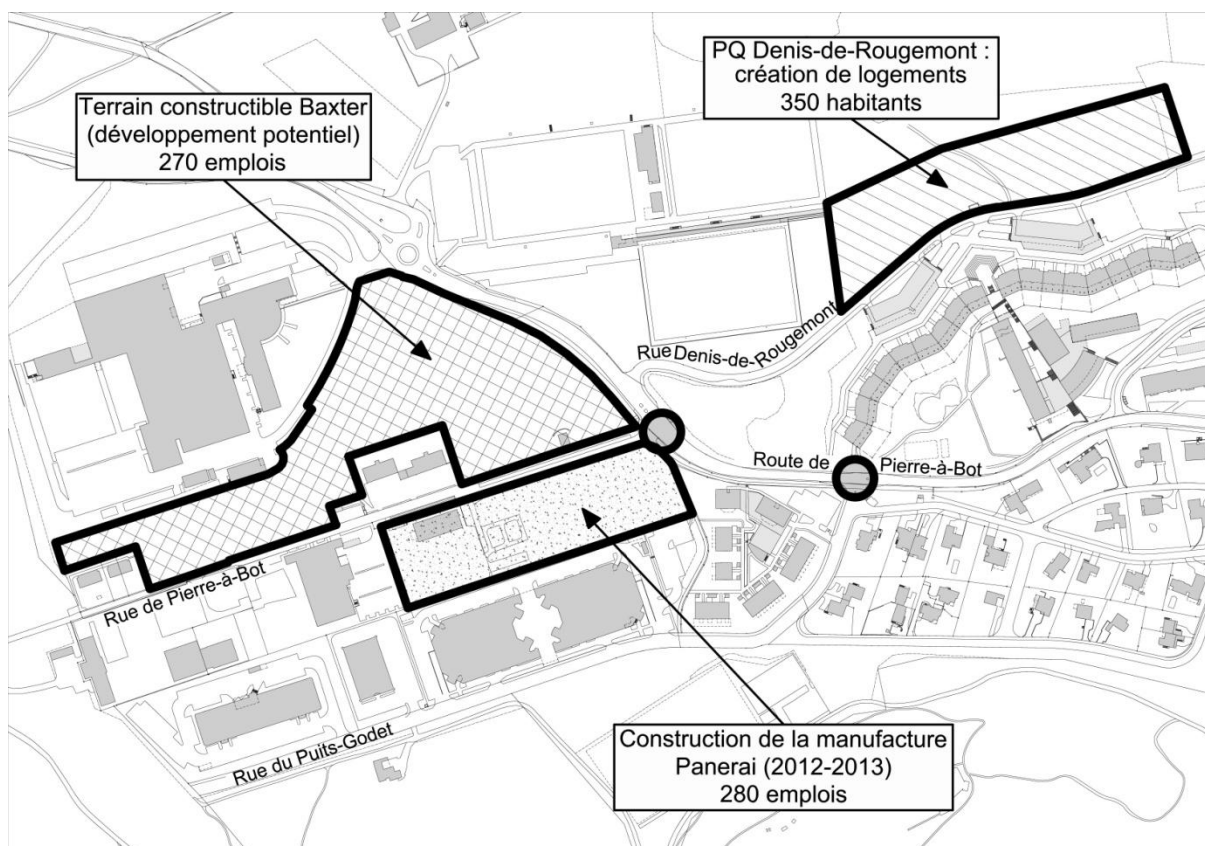 PQ Denis-de-Rougemont :
création de logements
350 habitants
Terrain constructible Baxter
(développement potentiel)
270 emplois
Rue Denis-de-Rougemont
Route de Pierre-à-Bot
Rue de Pierre-à-Bot
Rue du Puits-Godet
Construction de la manufacture
Panerai (2012-2013)
280 emplois